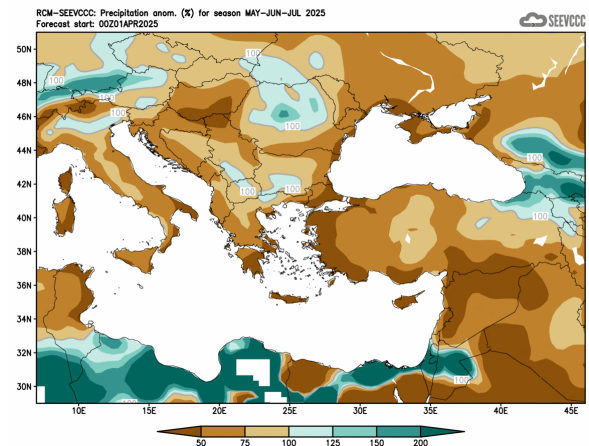 RCM-SEEVCCC: Precipitation anom. (%) for season MAY-JUN-JUL 2025
Forecast start: 00Z01APR2025
SEEVCCC
50N
100
100
48N
100
100
46N
100
100
44N
100
42N
100
100
100
40N
38N
36N
34N
32N
100
30N
10E 15E 20E 25E 30E 35E 40E 45E
50 75 100 125 150 200